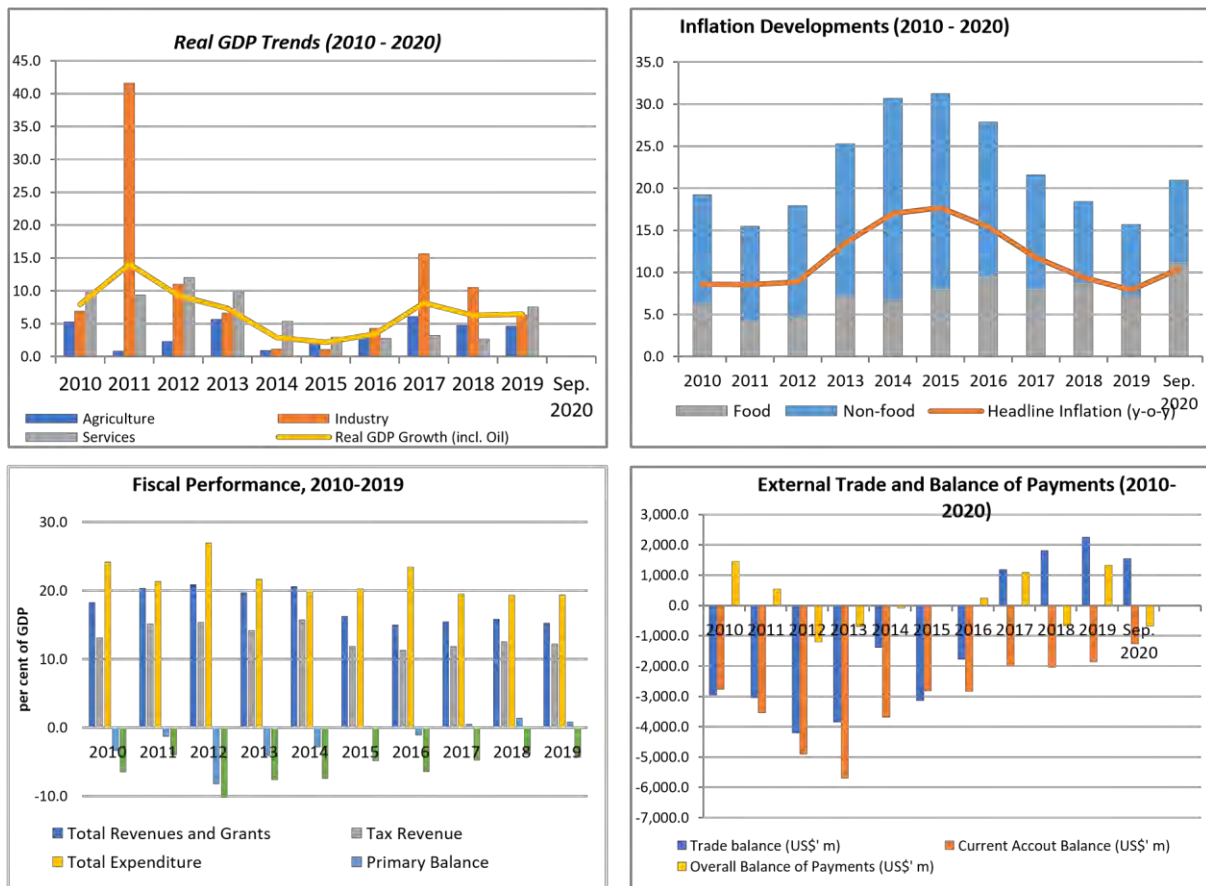 Real GDP Trends (2010 - 2020)
45.0
40.0
35.0
30.0
25.0
20.0
15.0
10.0
5.0
0.0
2010 2011 2012 2013 2014 2015 2016 2017 2018 2019 Sep.
2020
Agriculture Industry
Services Real GDP Growth (incl. Oil)
Inflation Developments (2010 - 2020)
35.0
30.0
25.0
20.0
15.0
10.0
5.0
0.0
2010 2011 2012 2013 2014 2015 2016 2017 2018 2019 Sep.
2020
Food Non-food Headline Inflation (y-o-y)
Fiscal Performance, 2010-2019
per cent of GDP
30.0
20.0
10.0
0.0
-10.0
2010 2011 2012 2013 2014 2015 2016 2017 2018 2019
Total Revenues and Grants Tax Revenue
Total Expenditure Primary Balance
External Trade and Balance of Payments (2010-
2020)
3,000.0
2,000.0
1,000.0
0.0
-1,000.0
-2,000.0
-3,000.0
-4,000.0
-5,000.0
-6,000.0
-7,000.0
2010 2011 2012 2013 2014 2015 2016 2017 2018 2019 Sep.
2020
Trade balance (US$' m) Current Accout Balance (US$' m)
Overall Balance of Payments (US$' m)